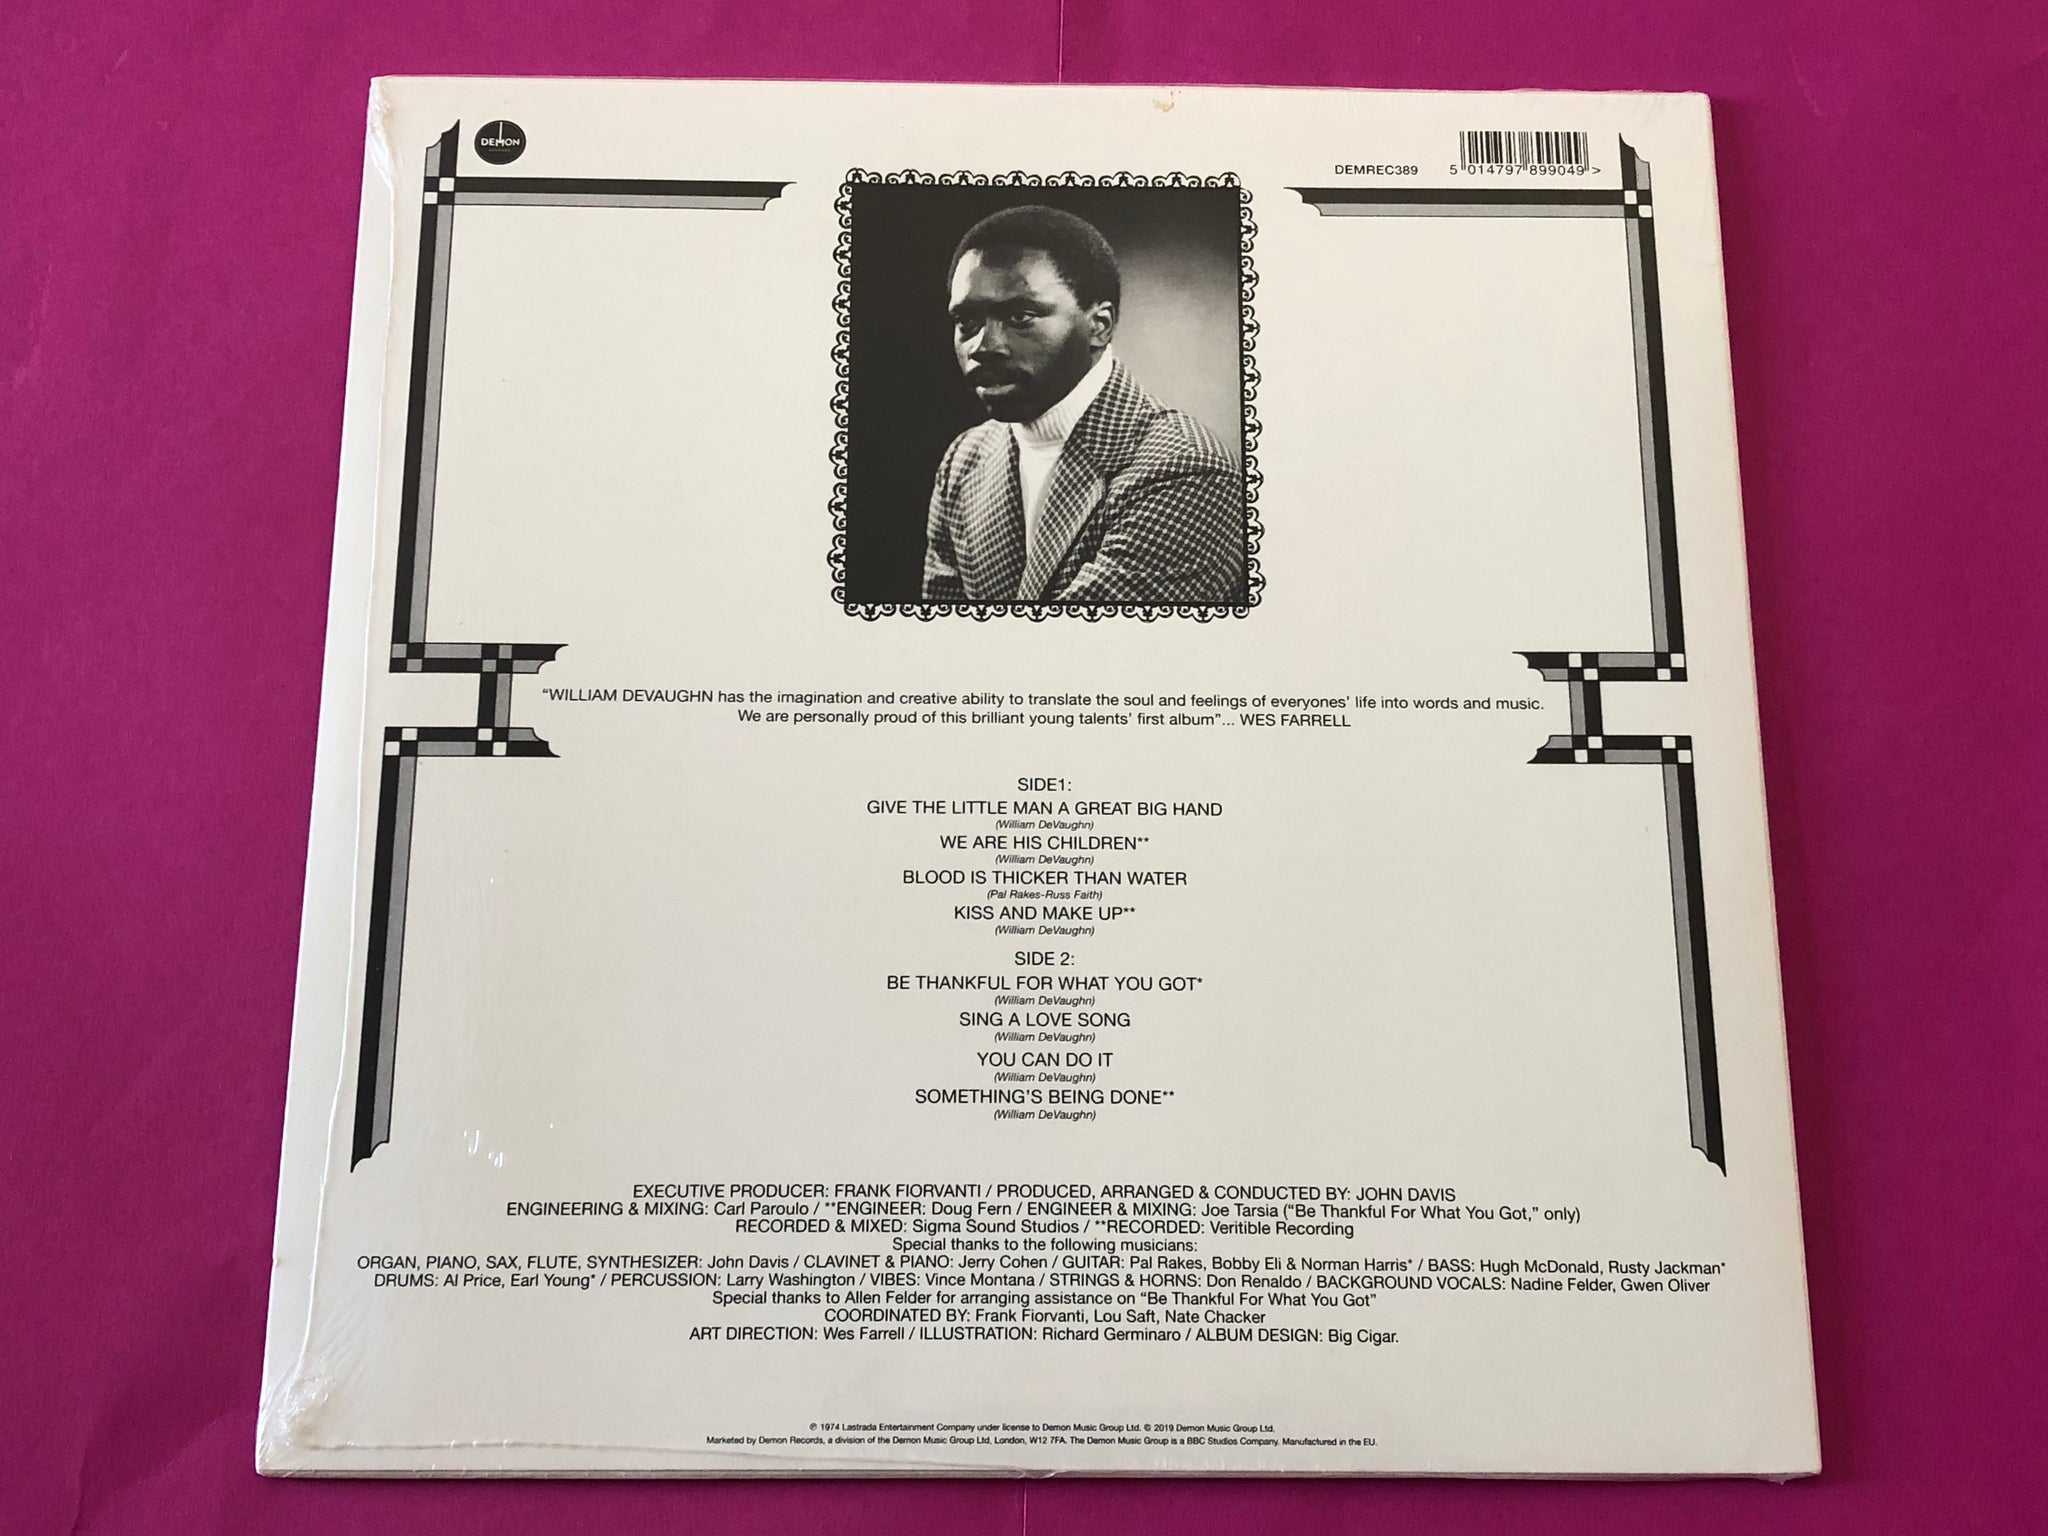 DEMON
DEMREC389
5 014797 899049 >
“WILLIAM DEVAUGHN has the imagination and creative ability to translate the soul and feelings of everyones’ life into words and music.
We are personally proud of this brilliant young talents’ first album”... WES FARRELL
SIDE1:
GIVE THE LITTLE MAN A GREAT BIG HAND
(William DeVaughn)
WE ARE HIS CHILDREN**
(William DeVaughn)
BLOOD IS THICKER THAN WATER
(Pal Rakes-Russ Faith)
KISS AND MAKE UP**
(William DeVaughn)
SIDE 2:
BE THANKFUL FOR WHAT YOU GOT*
(William DeVaughn)
SING A LOVE SONG
(William DeVaughn)
YOU CAN DO IT
(William DeVaughn)
SOMETHING’S BEING DONE**
(William DeVaughn)
EXECUTIVE PRODUCER: FRANK FIORVANTI / PRODUCED, ARRANGED & CONDUCTED BY: JOHN DAVIS
ENGINEERING & MIXING: Carl Paroulo / **ENGINEER: Doug Fern / ENGINEER & MIXING: Joe Tarsia (“Be Thankful For What You Got,” only)
RECORDED & MIXED: Sigma Sound Studios / **RECORDED: Veritible Recording
Special thanks to the following musicians:
ORGAN, PIANO, SAX, FLUTE, SYNTHESIZER: John Davis / CLAVINET & PIANO: Jerry Cohen / GUITAR: Pal Rakes, Bobby Eli & Norman Harris* / BASS: Hugh McDonald, Rusty Jackman*
DRUMS: Al Price, Earl Young* / PERCUSSION: Larry Washington / VIBES: Vince Montana / STRINGS & HORNS: Don Renaldo / BACKGROUND VOCALS: Nadine Felder, Gwen Oliver
Special thanks to Allen Felder for arranging assistance on “Be Thankful For What You Got”
COORDINATED BY: Frank Fiorvanti, Lou Saft, Nate Chacker
ART DIRECTION: Wes Farrell / ILLUSTRATION: Richard Germinaro / ALBUM DESIGN: Big Cigar.
℗ 1974 Lastrada Entertainment Company under license to Demon Music Group Ltd. © 2019 Demon Music Group Ltd.
Marketed by Demon Records, a division of the Demon Music Group Ltd, London, W12 7FA. The Demon Music Group is a BBC Studios Company. Manufactured in the EU.